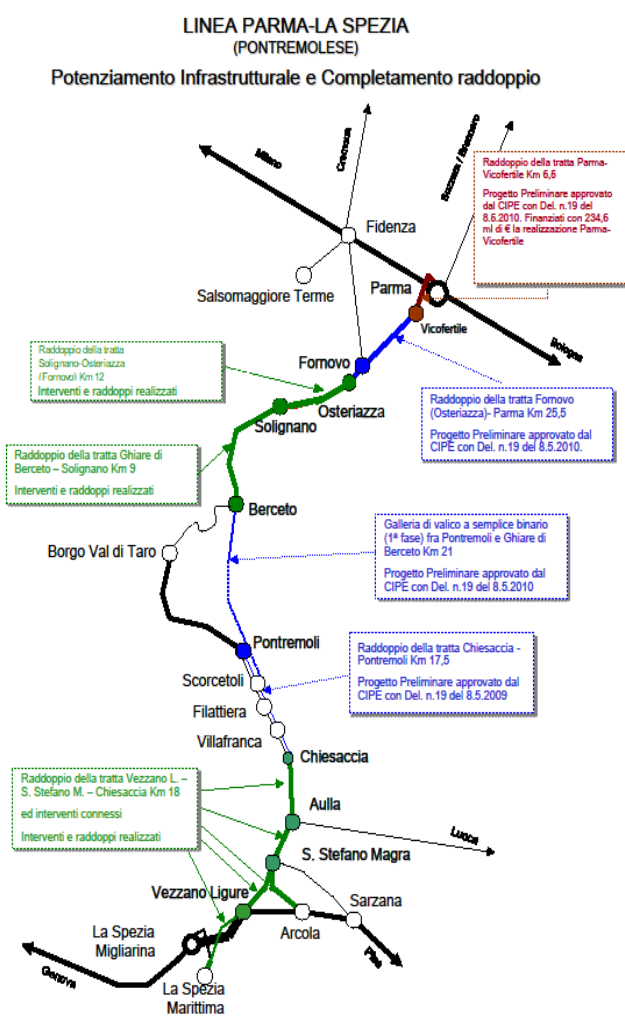 LINEA PARMA-LA SPEZIA
(PONTREMOLESE)
Potenziamento Infrastrutturale e Completamento raddoppio
Milano
Cremona
Bolzano / Brennero
Raddoppio della tratta Parma-
Vicofertile Km 6,5
Progetto Preliminare approvato
dal CIPE con Del. n.19 del
8.5.2010. Finanziati con 234,6
ml di € la realizzazione Parma-
Vicofertile
Fidenza
Salsomaggiore Terme
Parma
Vicofertile
Bologna
Raddoppio della tratta
Solignano-Osteriazza
(Fornovo) Km 12
Interventi e raddoppi realizzati
Fornovo
Osteriazza
Solignano
Raddoppio della tratta Fornovo
(Osteriazza)- Parma Km 25,5
Progetto Preliminare approvato dal
CIPE con Del. n.19 del 8.5.2010.
Raddoppio della tratta Ghiare di
Berceto – Solignano Km 9
Interventi e raddoppi realizzati
Berceto
Borgo Val di Taro
Galleria di valico a semplice binario
(1ª fase) fra Pontremoli e Ghiare di
Berceto Km 21
Progetto Preliminare approvato dal
CIPE con Del. n.19 del 8.5.2010
Pontremoli
Scorcetoli
Filattiera
Villafranca
Raddoppio della tratta Chiesaccia -
Pontremoli Km 17,5
Progetto Preliminare approvato dal
CIPE con Del. n.19 del 8.5.2009
Chiesaccia
Raddoppio della tratta Vezzano L. –
S. Stefano M. – Chiesaccia Km 18
ed interventi connessi
Interventi e raddoppi realizzati
Aulla
Lucca
S. Stefano Magra
Vezzano Ligure
Sarzana
Arcola
La Spezia
Migliarina
Pisa
Genova
La Spezia
Marittima